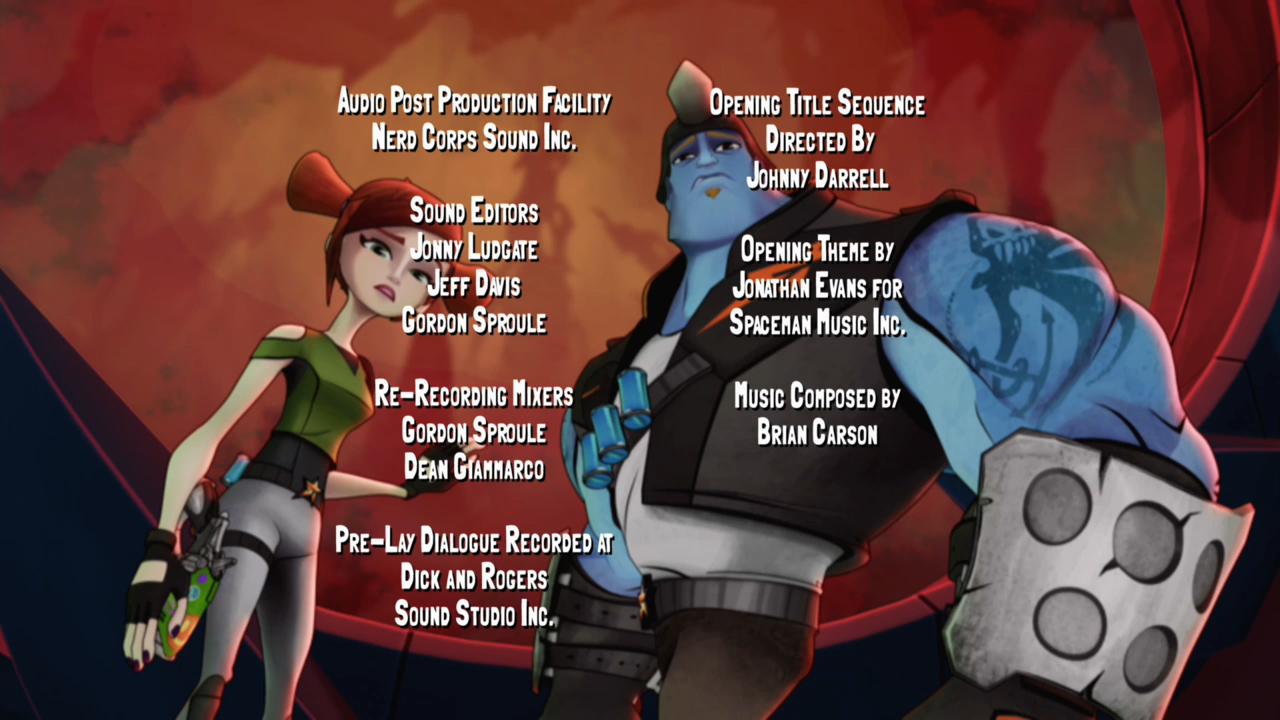 Audio Post Production Facility
Nerd Corps Sound Inc.
Sound Editors
Jonny Ludgate
Jeff Davis
Gordon Sproule
Re-Recording Mixers
Gordon Sproule
Dean Giammarco
Pre-Lay Dialogue Recorded at
Dick and Rogers
Sound Studio Inc.
Opening Title Sequence
Directed By
Johnny Darrell
Opening Theme by
Jonathan Evans for
Spaceman Music Inc.
Music Composed by
Brian Carson